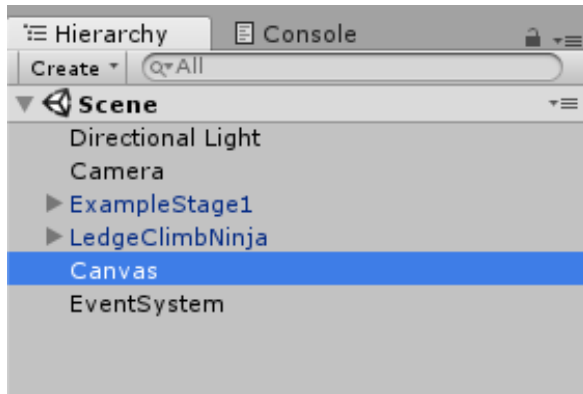 Hierarchy Console
Create All
Scene
Directional Light
Camera
ExampleStage1
LedgeClimbNinja
Canvas
EventSystem